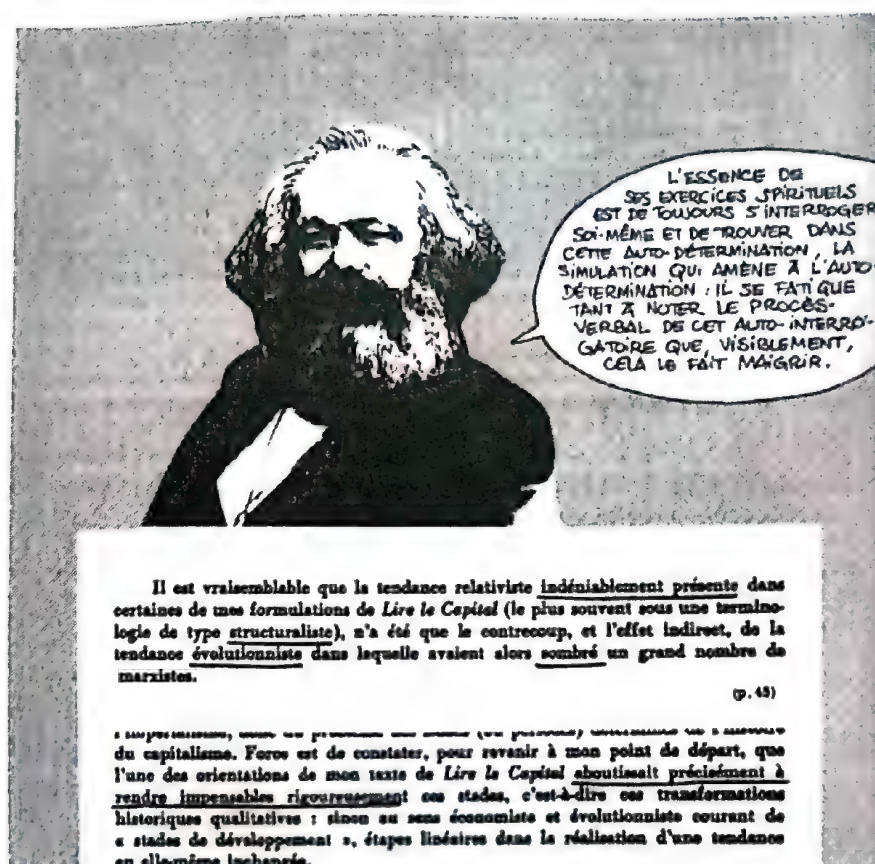 L'ESSENCE DE
SES EXERCICES SPIRITUELS
EST DE TOUJOURS S'INTERROGER
SOI-MÊME ET DE TROUVER DANS
CETTE AUTO-DÉTERMINATION, LA
SIMULATION QUI AMÈNE À L'AUTO-
DÉTERMINATION : IL SE FATIGUE
TANT À NOTER LE PROCÈS-
VERBAL DE CET AUTO-INTERRO-
GATOIRE QUE, VISIBLEMENT,
CELA LE FAIT MAIGRIR.
Il est vraisemblable que la tendance relativiste indéniablement présente dans
certaines de mes formulations de Lire le Capital (le plus souvent sous une termino-
logie de type structuraliste), n'a été que le contrecoup, et l'effet indirect, de la
tendance évolutionniste dans laquelle avaient alors sombré un grand nombre de
marxistes.
(p. 45)
du capitalisme. Force est de constater, pour revenir à mon point de départ, que
l'une des orientations de mon texte de Lire le Capital aboutissait précisément à
rendre impensables rigoureusement ces stades, c'est-à-dire ces transformations
historiques qualitatives : sinon au sens économiste et évolutionniste courant de
« stades de développement », étapes linéaires dans la réalisation d'une tendance
en elle-même inchangée.